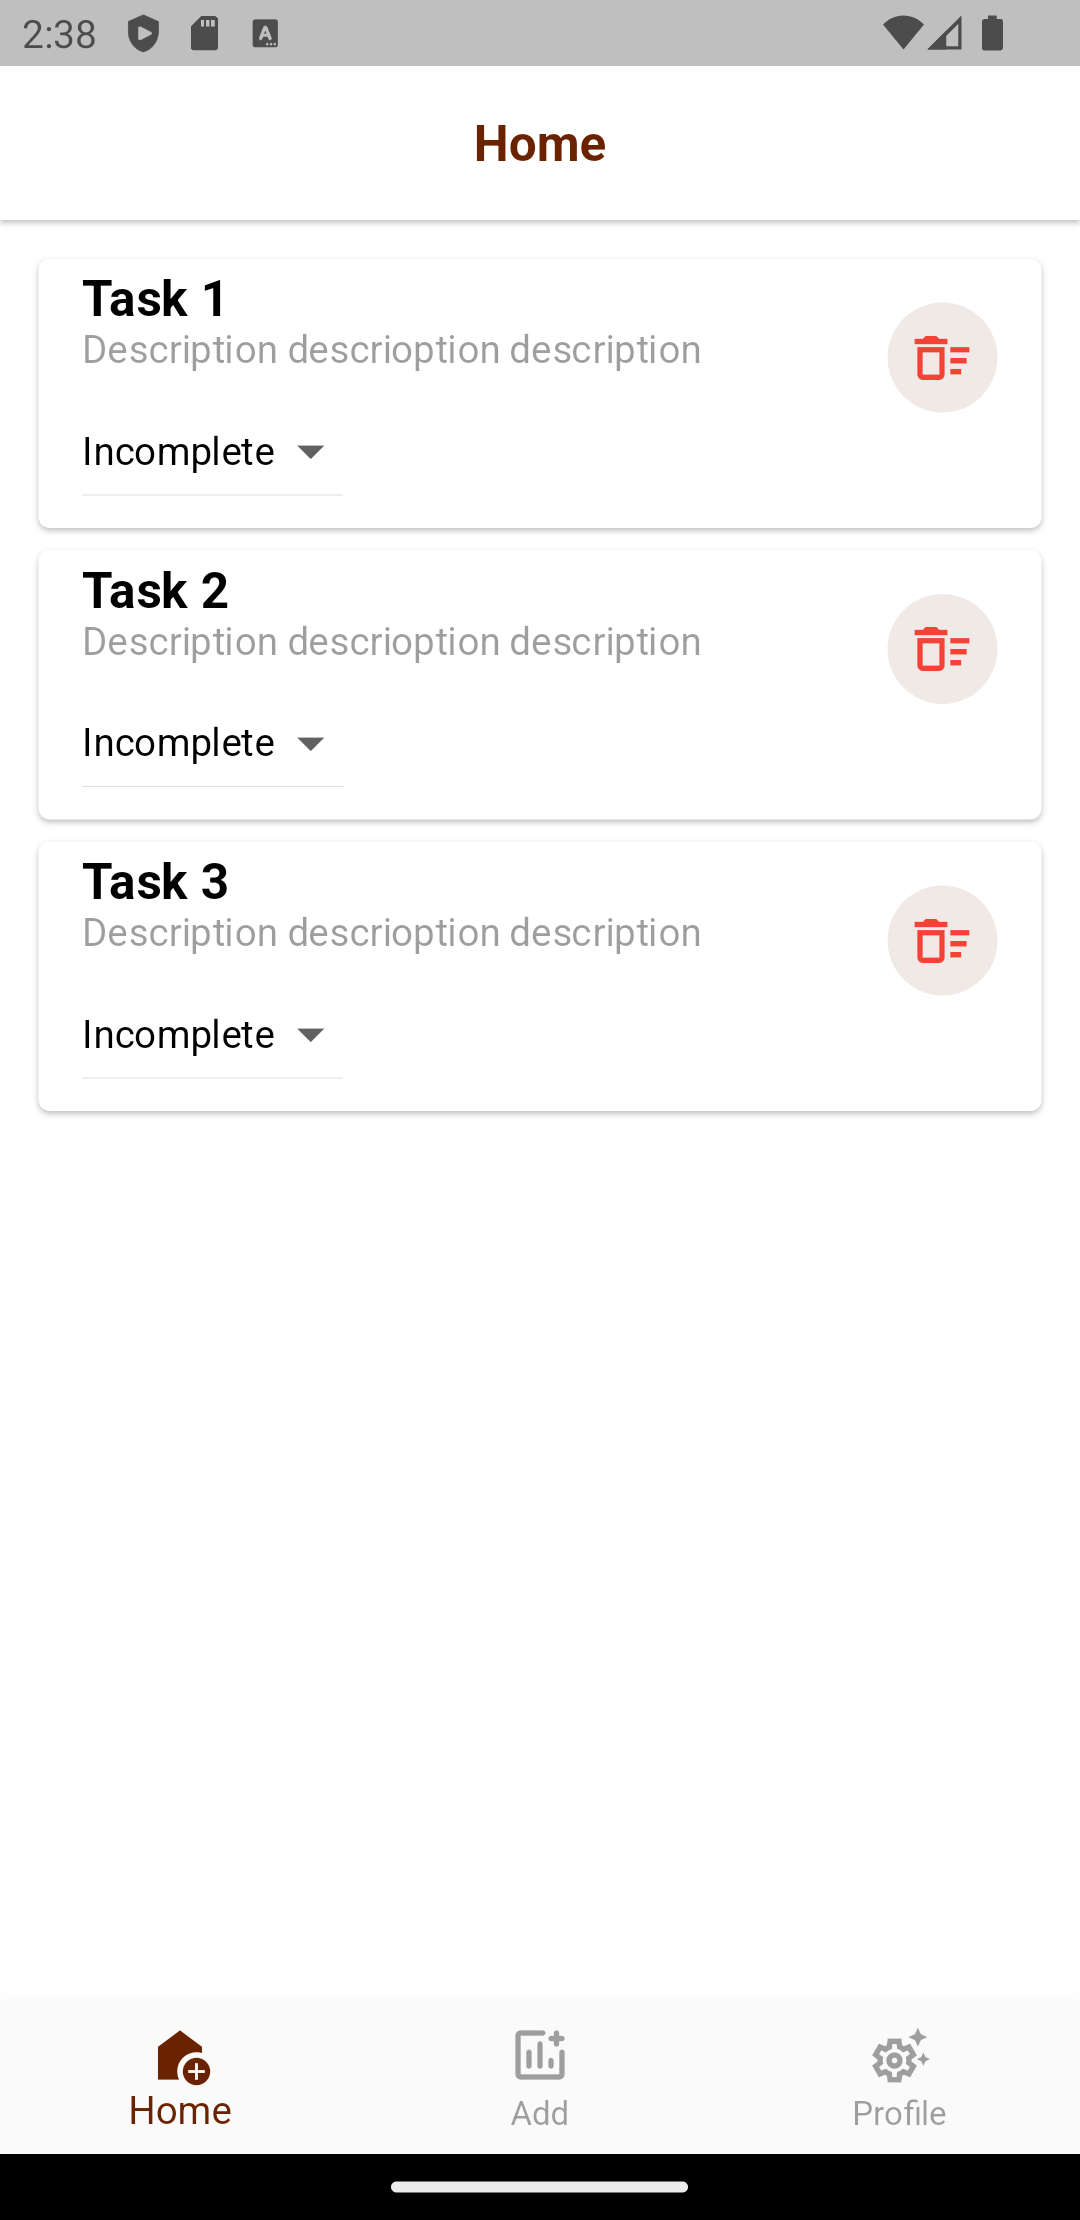 2:38
Home
Task 1
Description descrioption description
Incomplete
Task 2
Description descrioption description
Incomplete
Task 3
Description descrioption description
Incomplete
Home
Add
Profile